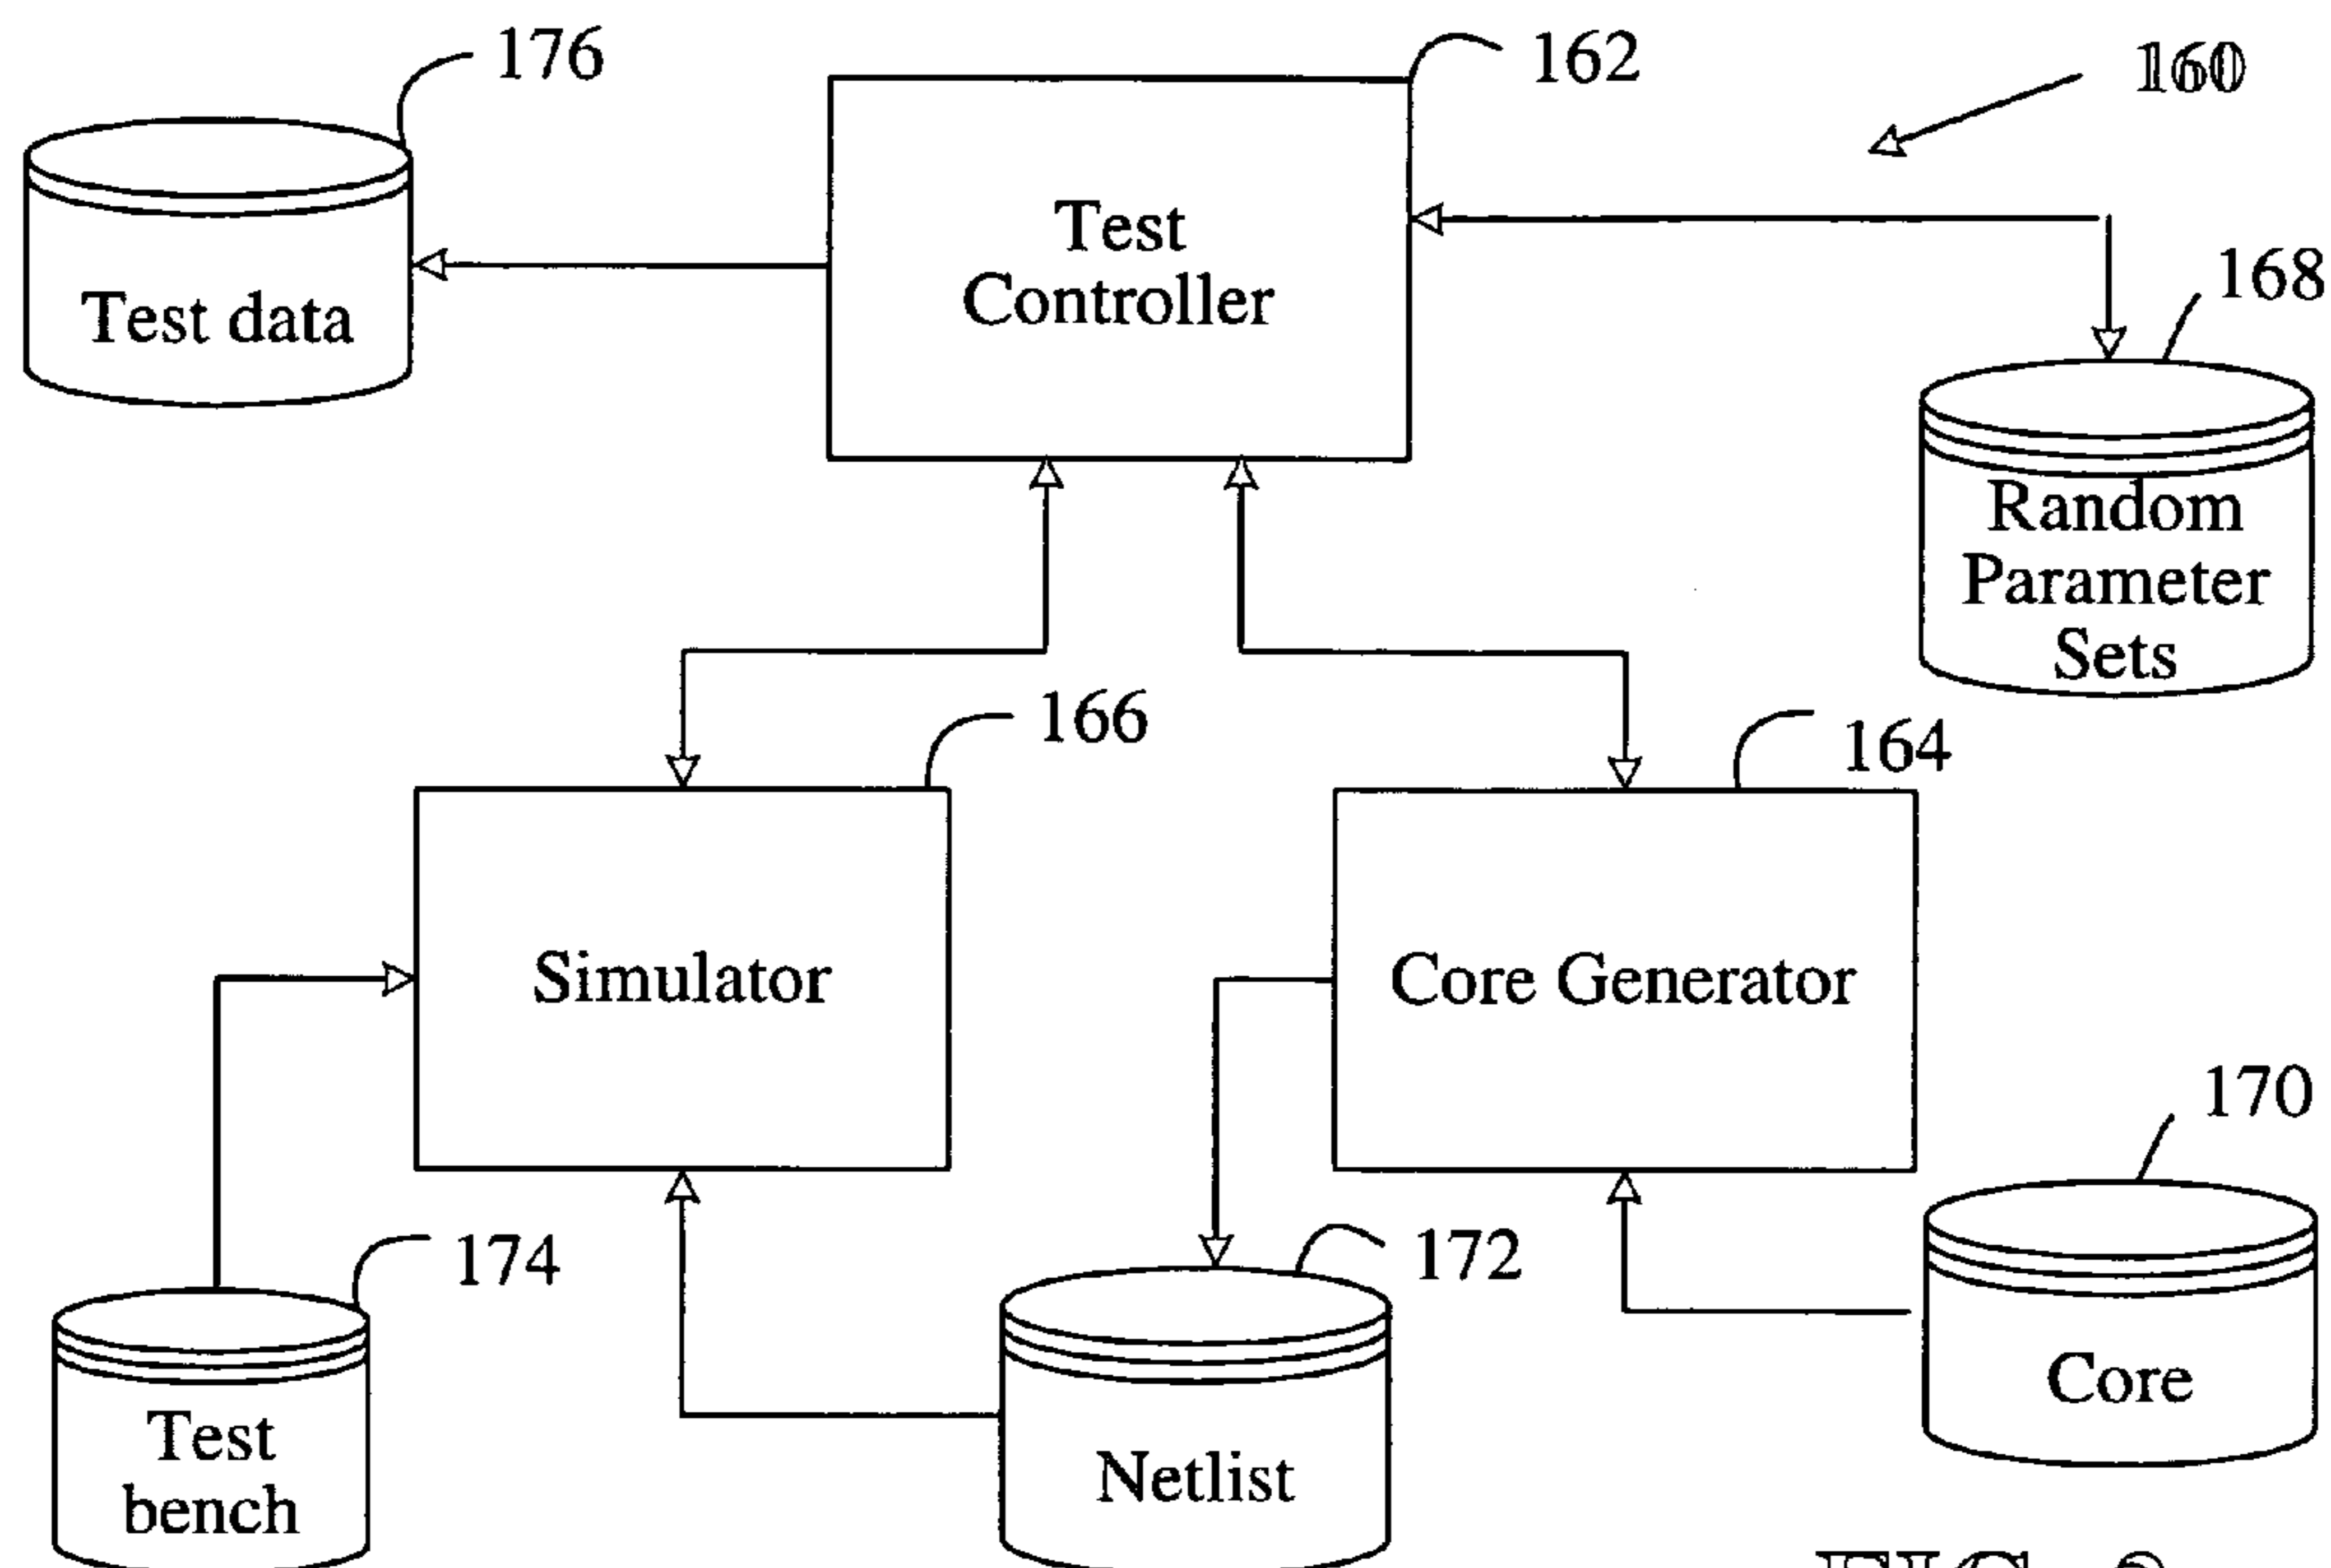 176
162
160
Test
Controller
168
Test data
Random
Parameter
Sets
166
164
Simulator
Core Generator
170
174
172
Core
Test
bench
Netlist